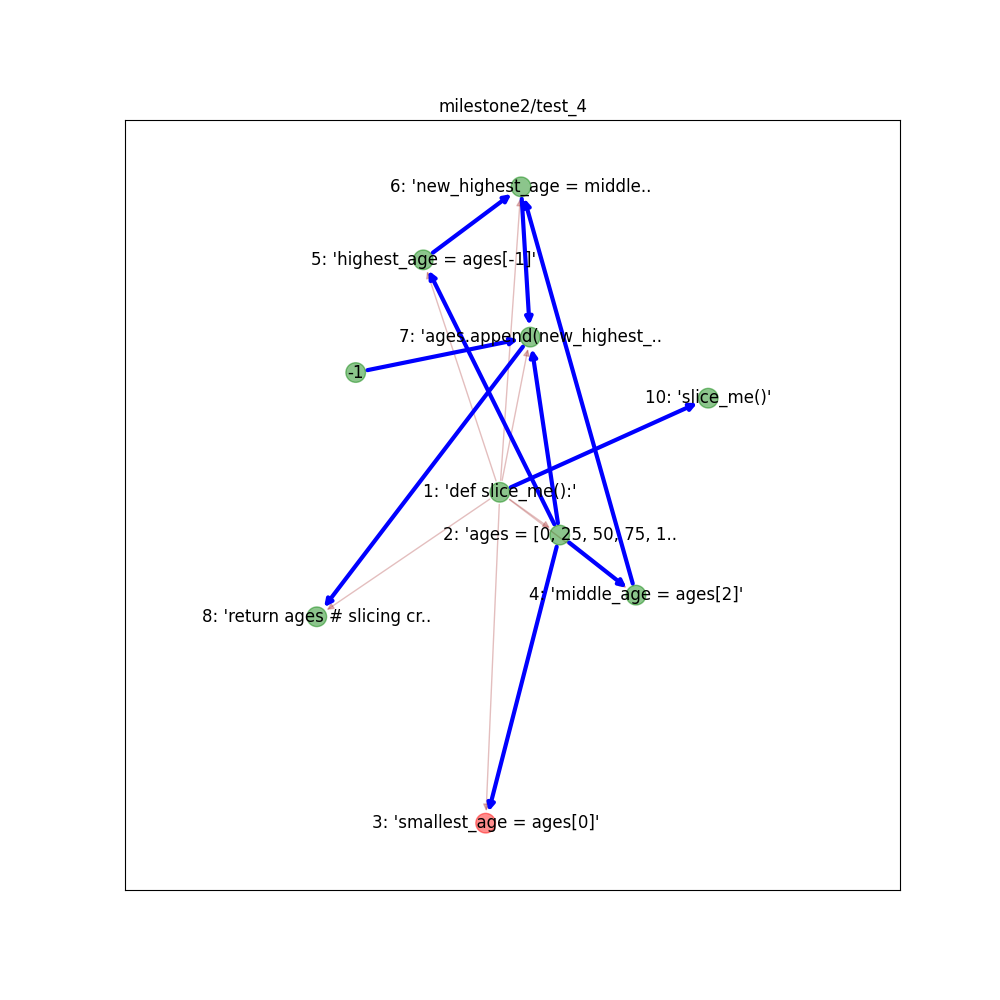 milestone2/test_4
6: 'new_highest_age = middle..
5: 'highest_age = ages[-1]'
7: 'ages.append(new_highest_..
-1
10: 'slice_me()'
1: 'def slice_me():'
2: 'ages = [0, 25, 50, 75, 1..
4: 'middle_age = ages[2]'
8: 'return ages # slicing cr..
3: 'smallest_age = ages[0]'